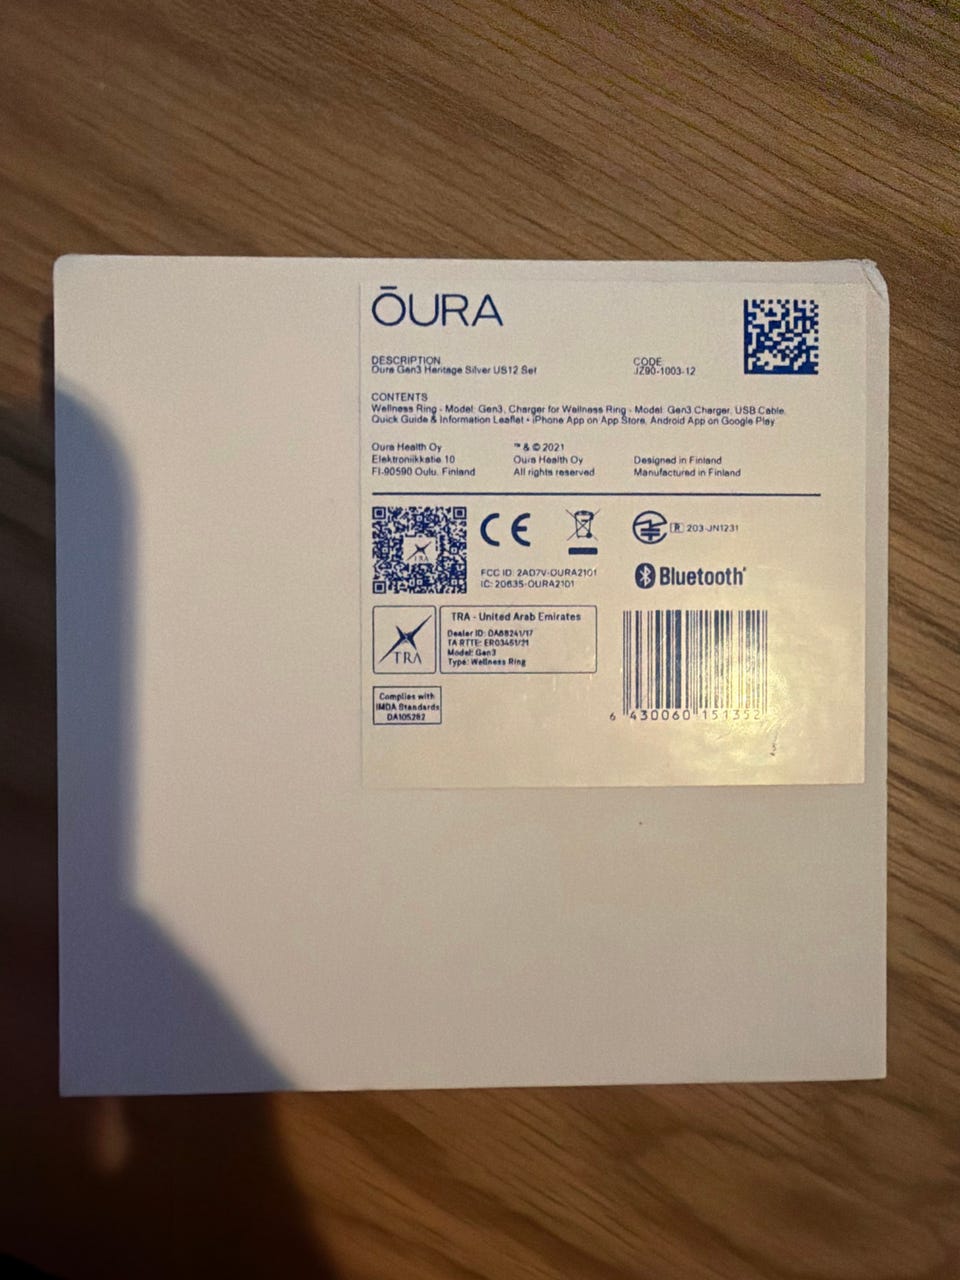 ŌURA
DESCRIPTION
Oura Gen3 Heritage Silver US12 Set
CODE
JZ90-1003-12
CONTENTS
Wellness Ring - Model: Gen3, Charger for Wellness Ring - Model: Gen3 Charger, USB Cable,
Quick Guide & Information Leaflet • iPhone App on App Store, Android App on Google Play
Oura Health Oy
Elektroniikkatie 10
FI-90590 Oulu, Finland
™ & © 2021
Oura Health Oy
All rights reserved
Designed in Finland
Manufactured in Finland
CE
R 203-JN1231
FCC ID: 2AD7V-OURA2101
IC: 20635-OURA2101
Bluetooth®
TRA
TRA
TRA - United Arab Emirates
Dealer ID: DA88241/17
TA RTTE: ER03451/21
Model: Gen3
Type: Wellness Ring
Complies with
IMDA Standards
DA105282
6 430060 151352